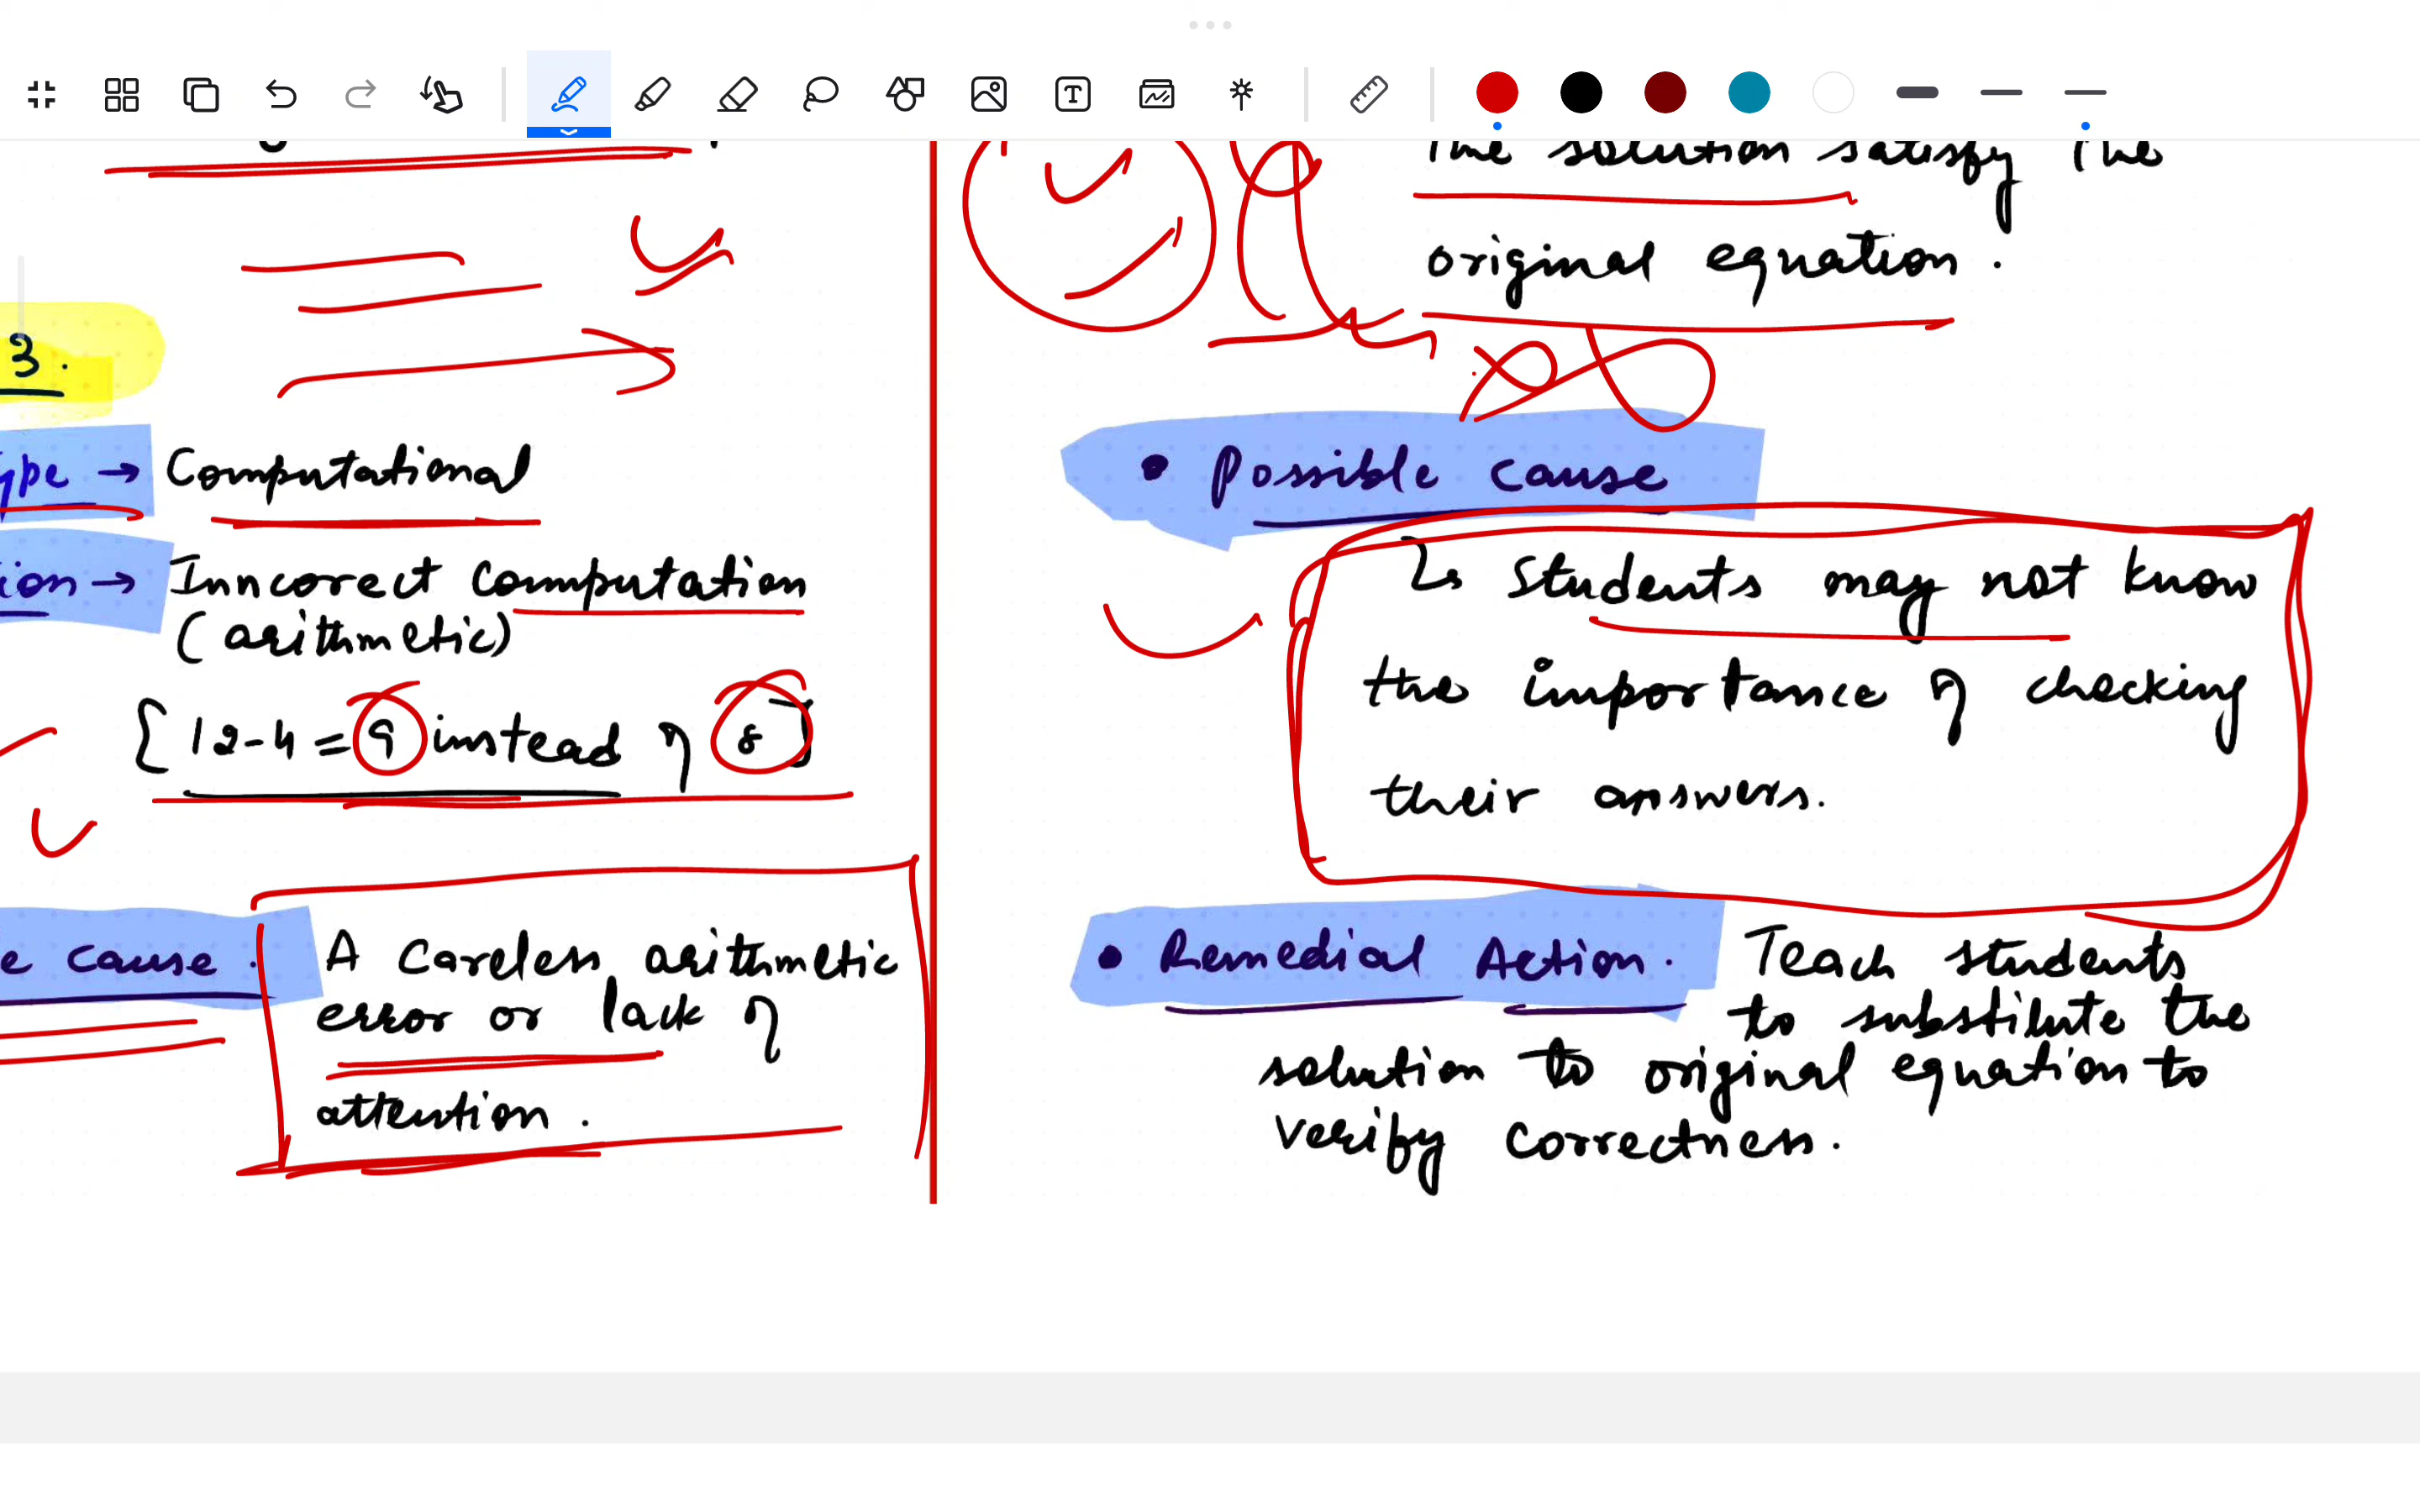 3.
ype → Computational
ion → Inncorect Computation
(arithmetic)
[12-4 = 9 instead of 8]
e cause. A Careless arithmetic
error or lack of
attention.
The solution satisfy the
original equation.
• Possible cause
↳ Students may not know
the importance of checking
their answers.
• Remedial Action. Teach students
to substitute the
solution to original equation to
verify correctness.